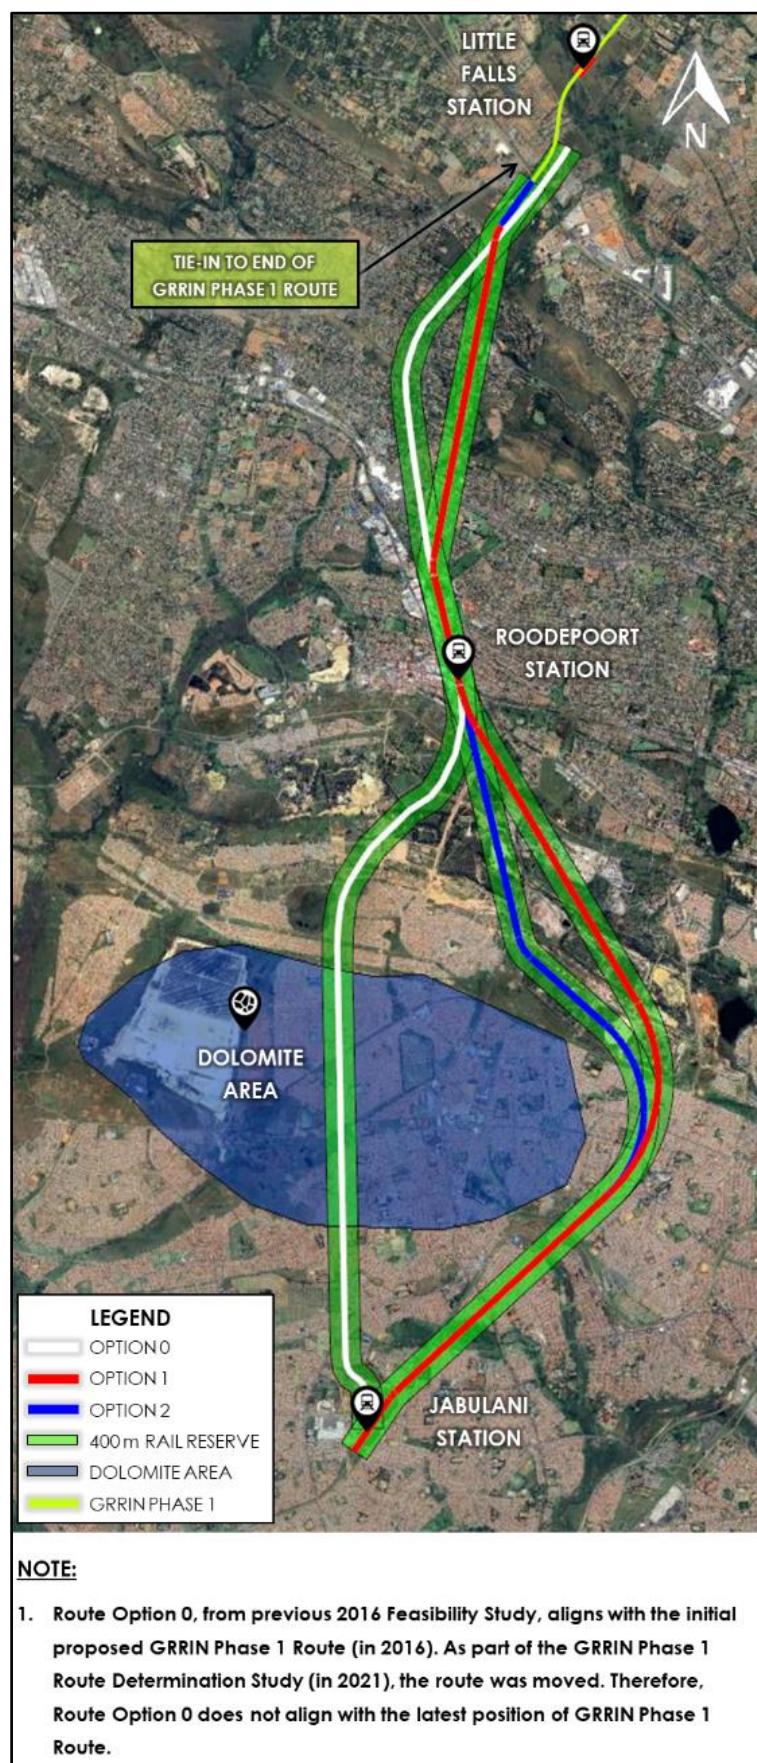 LITTLE
FALLS
STATION
N
TIE-IN TO END OF
GRRIN PHASE 1 ROUTE
ROODEPOORT
STATION
DOLOMITE
AREA
JABULANI
STATION
LEGEND
OPTION 0
OPTION 1
OPTION 2
400 m RAIL RESERVE
DOLOMITE AREA
GRRIN PHASE 1
NOTE:
1. Route Option 0, from previous 2016 Feasibility Study, aligns with the initial
proposed GRRIN Phase 1 Route (in 2016). As part of the GRRIN Phase 1
Route Determination Study (in 2021), the route was moved. Therefore,
Route Option 0 does not align with the latest position of GRRIN Phase 1
Route.